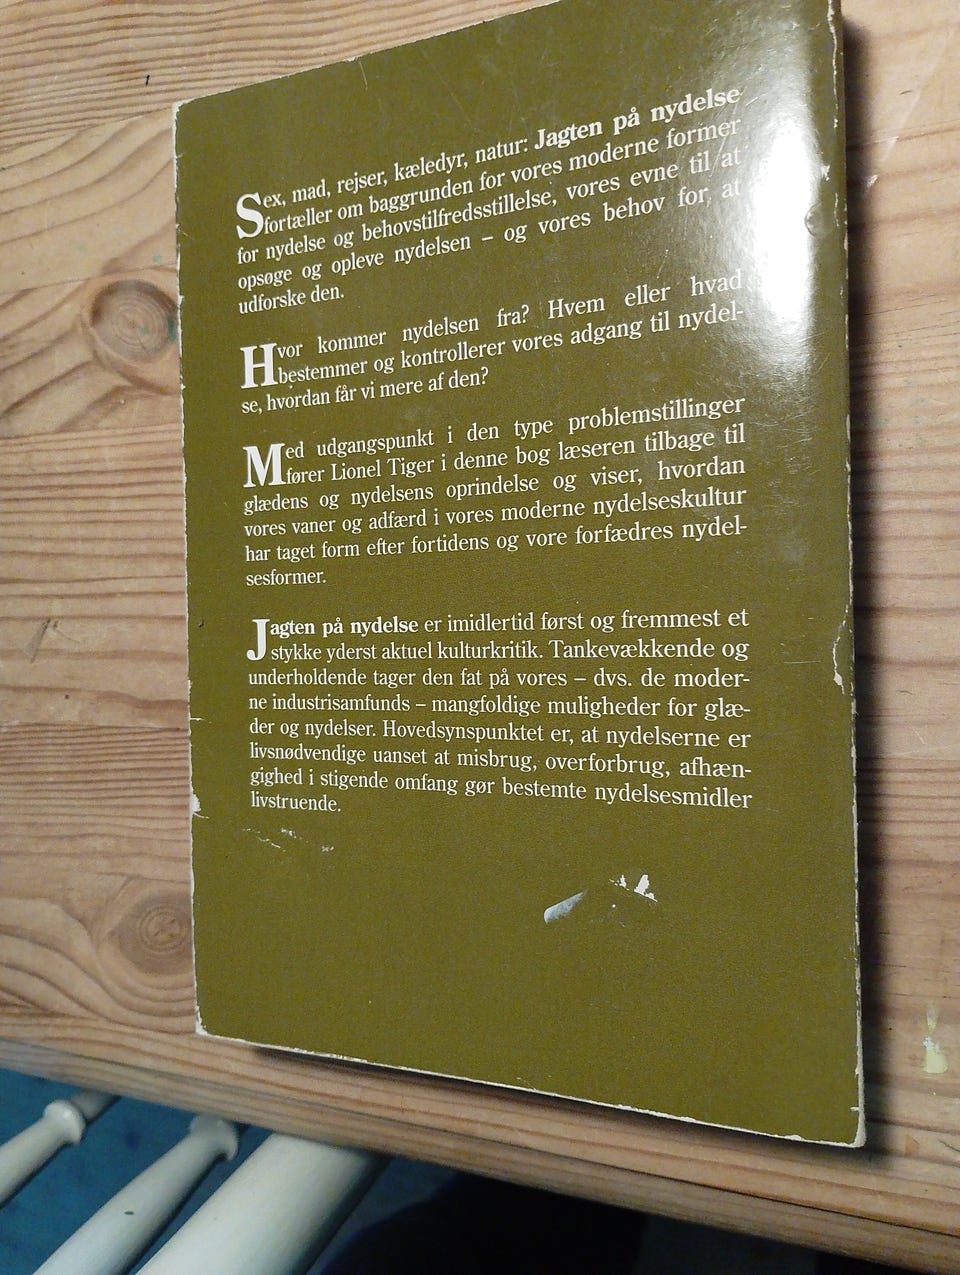 Sex, mad, rejser, kæledyr, natur: Jagten på nydelse
fortæller om baggrunden for vores moderne former
for nydelse og behovstilfredsstillelse, vores evne til at
opsøge og opleve nydelsen – og vores behov for at
udforske den.
Hvor kommer nydelsen fra? Hvem eller hvad
bestemmer og kontrollerer vores adgang til nydel-
se, hvordan får vi mere af den?
Med udgangspunkt i den type problemstillinger
fører Lionel Tiger i denne bog læseren tilbage til
glædens og nydelsens oprindelse og viser, hvordan
vores vaner og adfærd i vores moderne nydelseskultur
har taget form efter fortidens og vore forfædres nydel-
sesformer.
Jagten på nydelse er imidlertid først og fremmest et
stykke yderst aktuel kulturkritik. Tankevækkende og
underholdende tager den fat på vores – dvs. de moder-
ne industrisamfunds – mangfoldige muligheder for glæ-
der og nydelser. Hovedsynspunktet er, at nydelserne er
livsnødvendige uanset at misbrug, overforbrug, afhæn-
gighed i stigende omfang gør bestemte nydelsesmidler
livstruende.